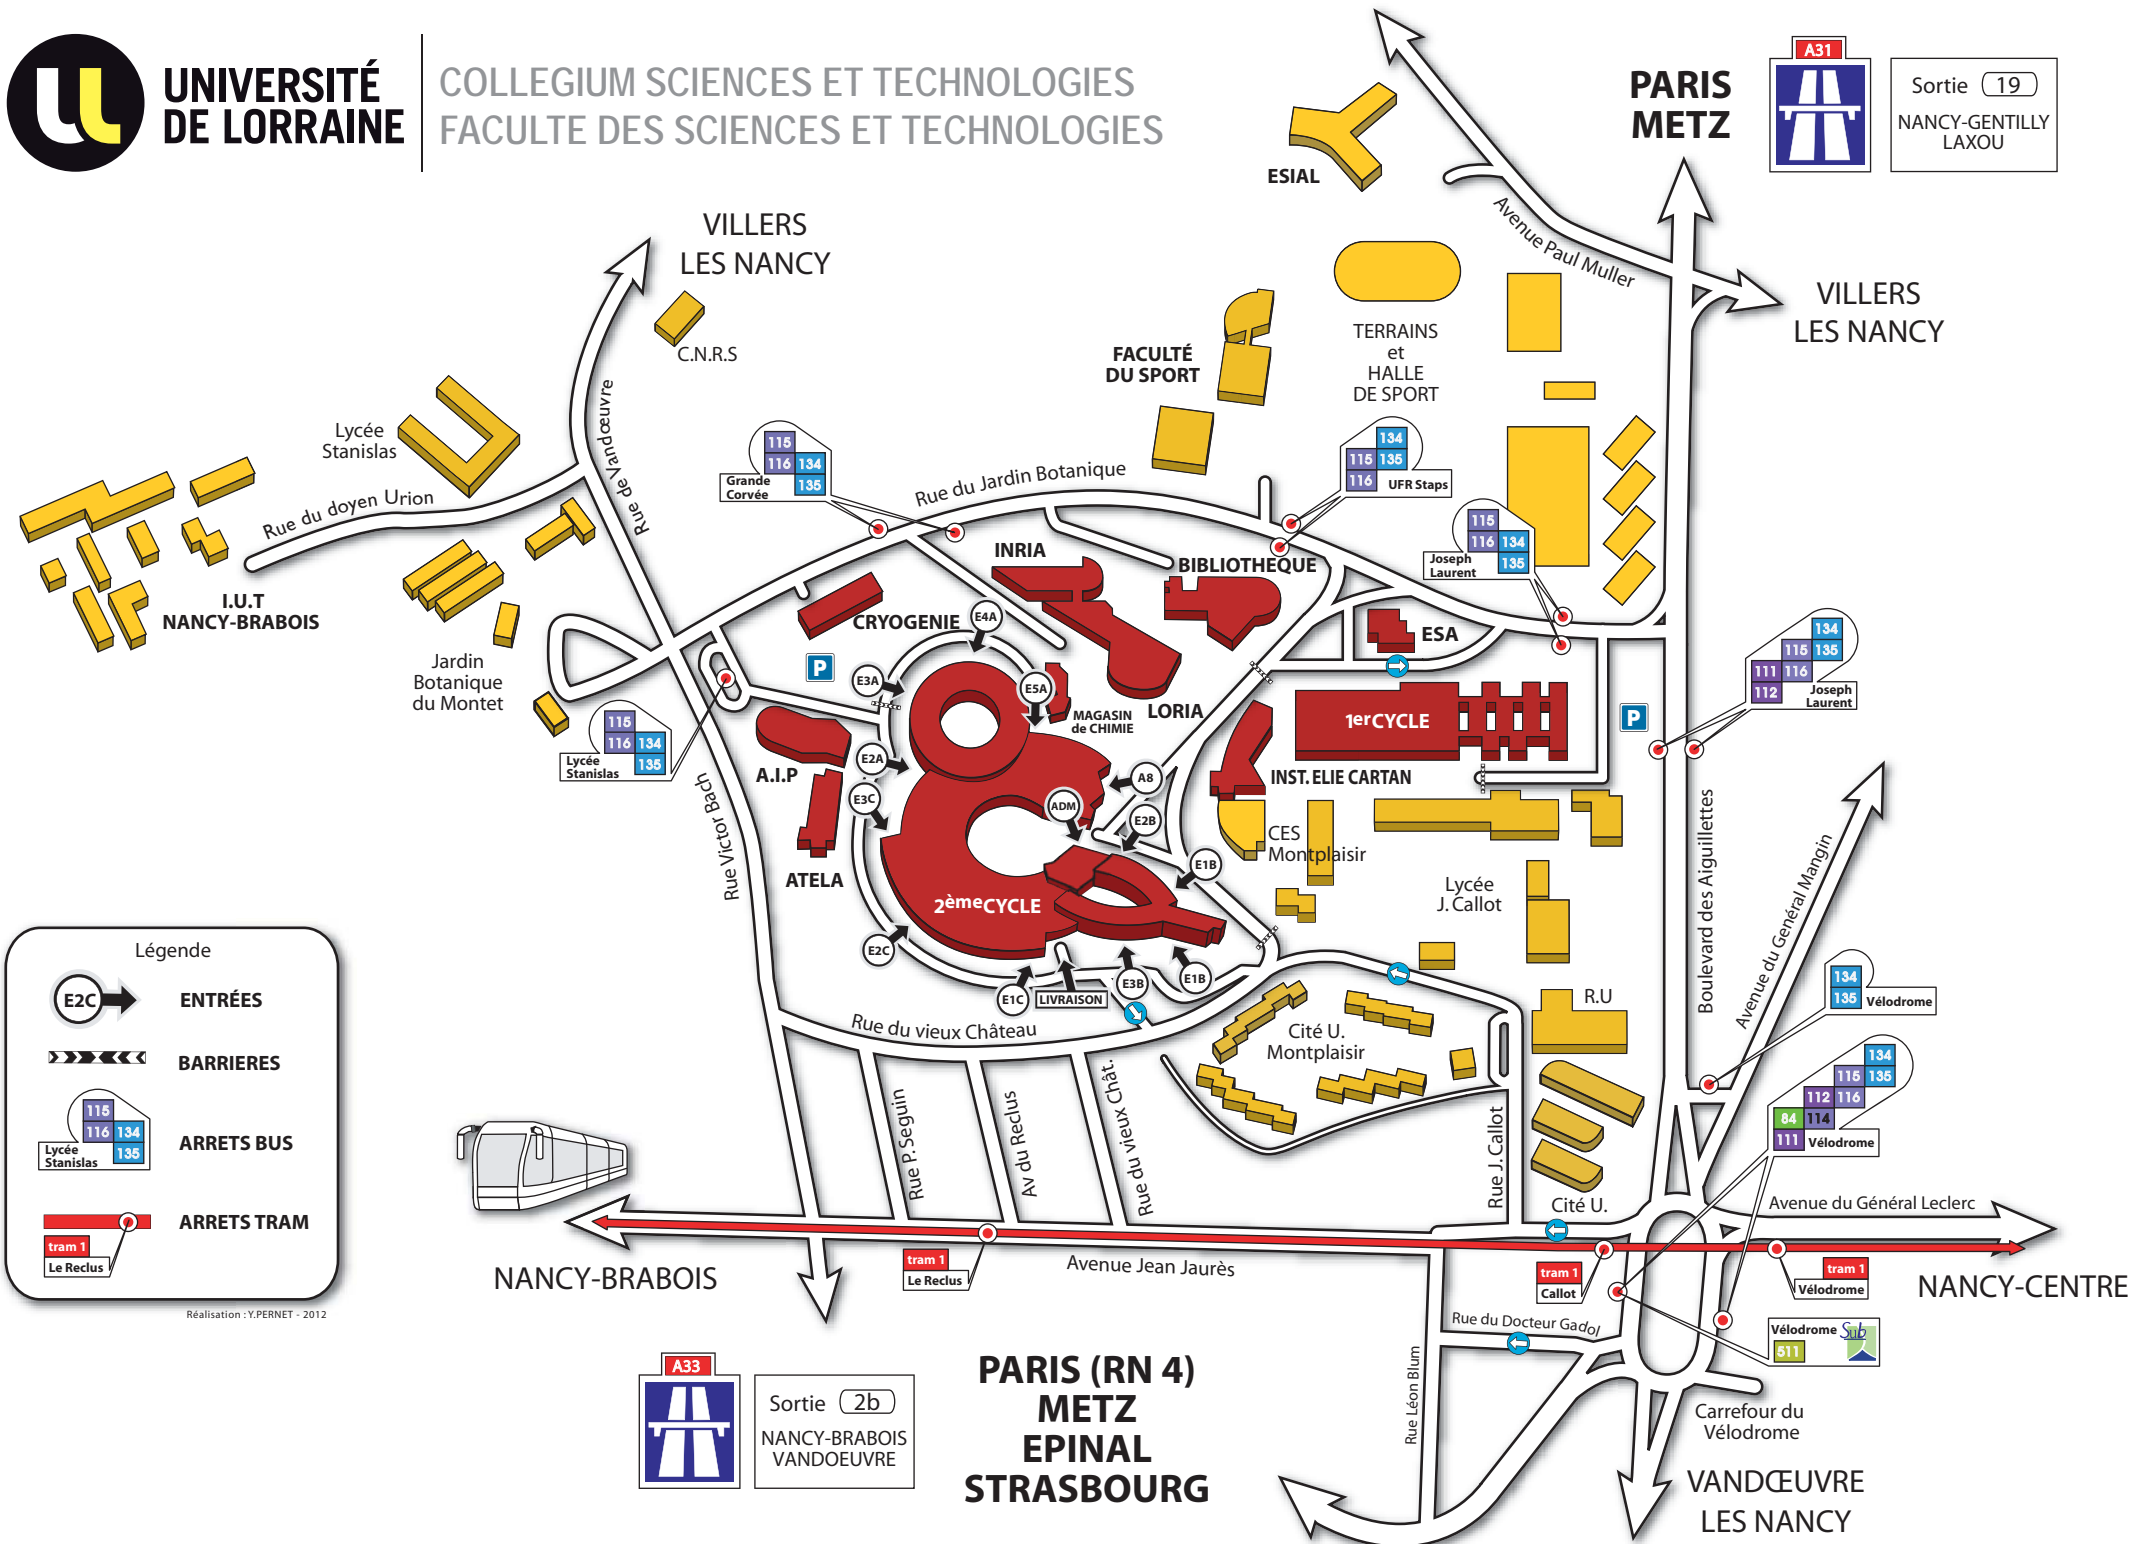 UNIVERSITÉ
DE LORRAINE
COLLEGIUM SCIENCES ET TECHNOLOGIES
FACULTE DES SCIENCES ET TECHNOLOGIES
PARIS
METZ
A31
Sortie 19
NANCY-GENTILLY
LAXOU
ESIAL
Avenue Paul Muller
VILLERS
LES NANCY
VILLERS
LES NANCY
C.N.R.S
FACULTÉ
DU SPORT
TERRAINS
et
HALLE
DE SPORT
Lycée
Stanislas
Rue de Vandœuvre
Rue du doyen Urion
I.U.T
NANCY-BRABOIS
Jardin
Botanique
du Montet
115
116 134
135
Grande
Corvée
Rue du Jardin Botanique
134
115 135
116
UFR Staps
115
116 134
135
Joseph
Laurent
134
115 135
111 116
112
Joseph
Laurent
115
116 134
135
Lycée
Stanislas
INRIA
BIBLIOTHEQUE
CRYOGENIE
E4A
ESA
P
E3A
E5A
MAGASIN
de CHIMIE
LORIA
1erCYCLE
P
A.I.P
E2A
INST. ELIE CARTAN
A8
E3C
ADM
E2B
CES
Montplaisir
E1B
ATELA
2èmeCYCLE
Lycée
J. Callot
Rue Victor Bach
Boulevard des Aiguillettes
Avenue du Général Mangin
E2C
E1C
LIVRAISON
E3B
E1B
R.U
134
135
Vélodrome
Rue du vieux Château
Cité U.
Montplaisir
134
115 135
112 116
84 114
111
Vélodrome
Rue P. Seguin
Av du Reclus
Rue du vieux Chât.
Rue J. Callot
Cité U.
Avenue du Général Leclerc
NANCY-BRABOIS
tram 1
Le Reclus
Avenue Jean Jaurès
tram 1
Callot
tram 1
Vélodrome
NANCY-CENTRE
Rue du Docteur Gadol
Vélodrome Sub
511
Rue Léon Blum
Carrefour du
Vélodrome
VANDŒUVRE
LES NANCY
A33
Sortie 2b
NANCY-BRABOIS
VANDOEUVRE
PARIS (RN 4)
METZ
EPINAL
STRASBOURG
Légende
E2C
ENTRÉES
BARRIERES
115
116 134
135
Lycée
Stanislas
ARRETS BUS
ARRETS TRAM
tram 1
Le Reclus
Réalisation : Y.PERNET - 2012